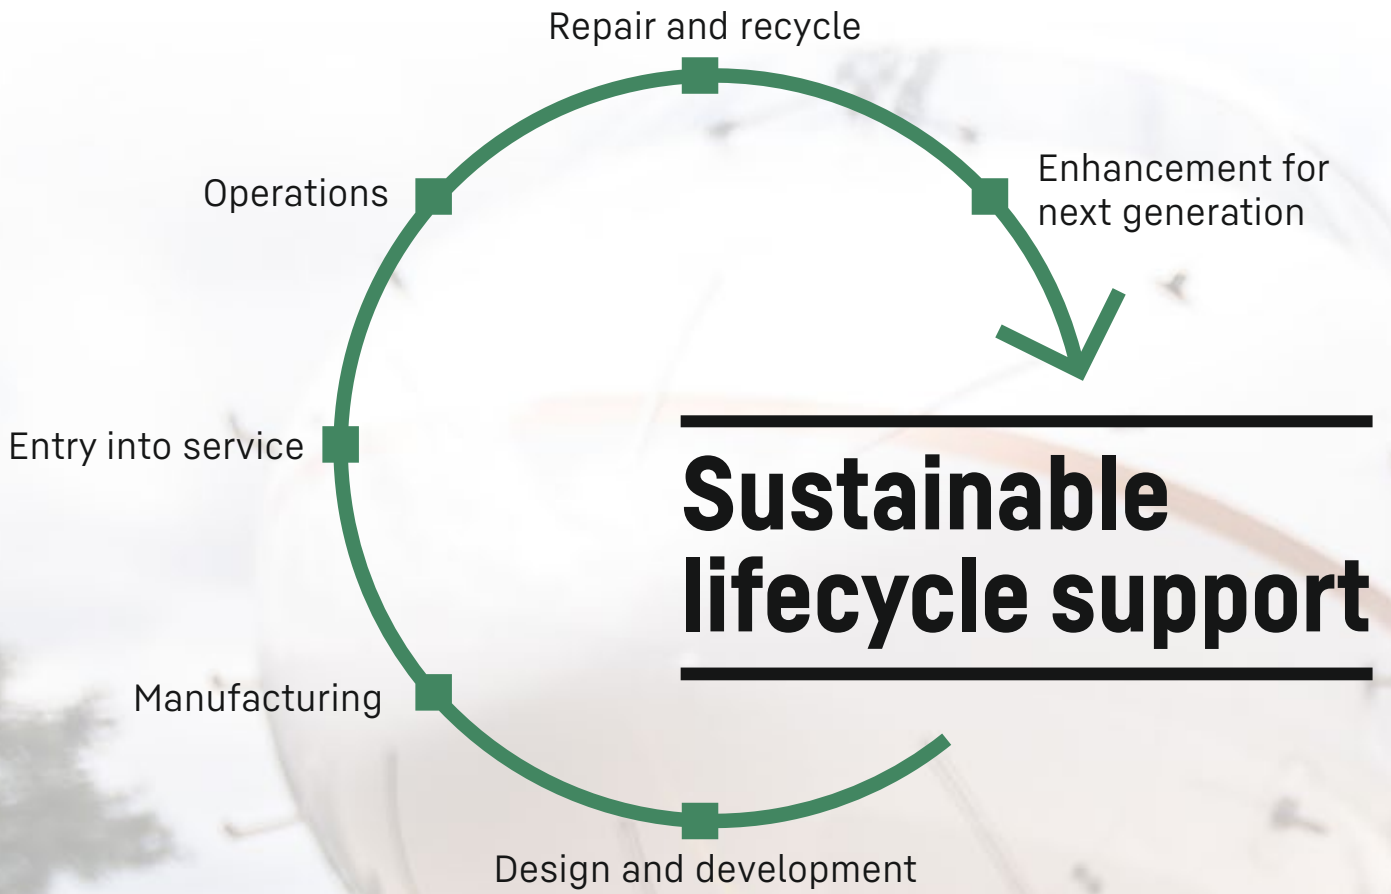 Repair and recycle
Operations
Enhancement for
next generation
Entry into service
Sustainable
lifecycle support
Manufacturing
Design and development